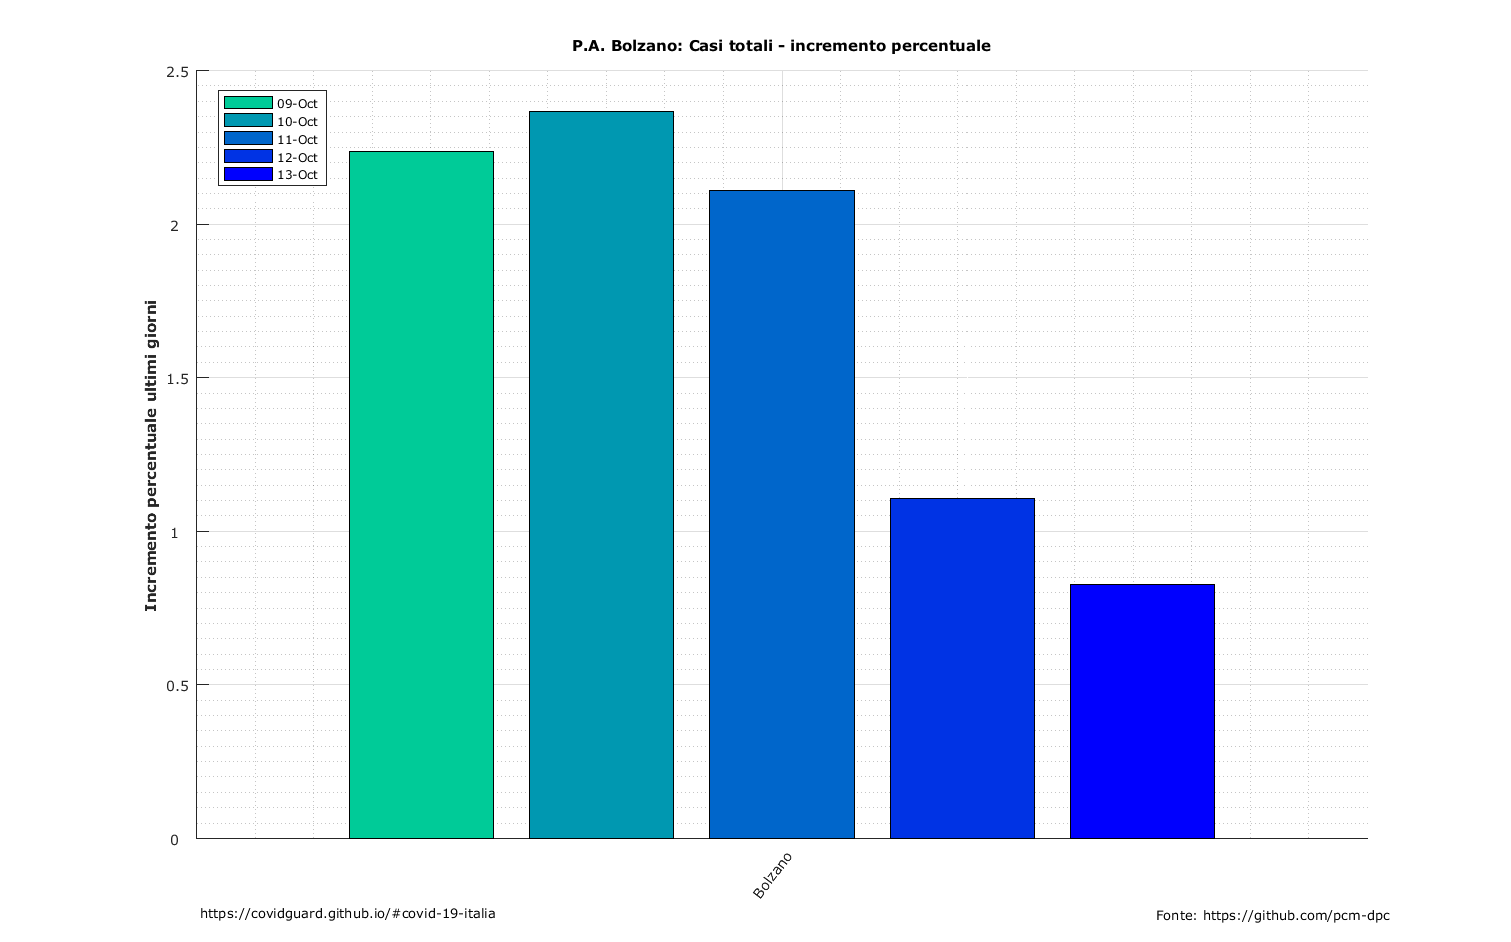 P.A. Bolzano: Casi totali - incremento percentuale
2.5
2
1.5
1
0.5
0
Incremento percentuale ultimi giorni
09-Oct
10-Oct
11-Oct
12-Oct
13-Oct
Bolzano
https://covidguard.github.io/#covid-19-italia
Fonte: https://github.com/pcm-dpc